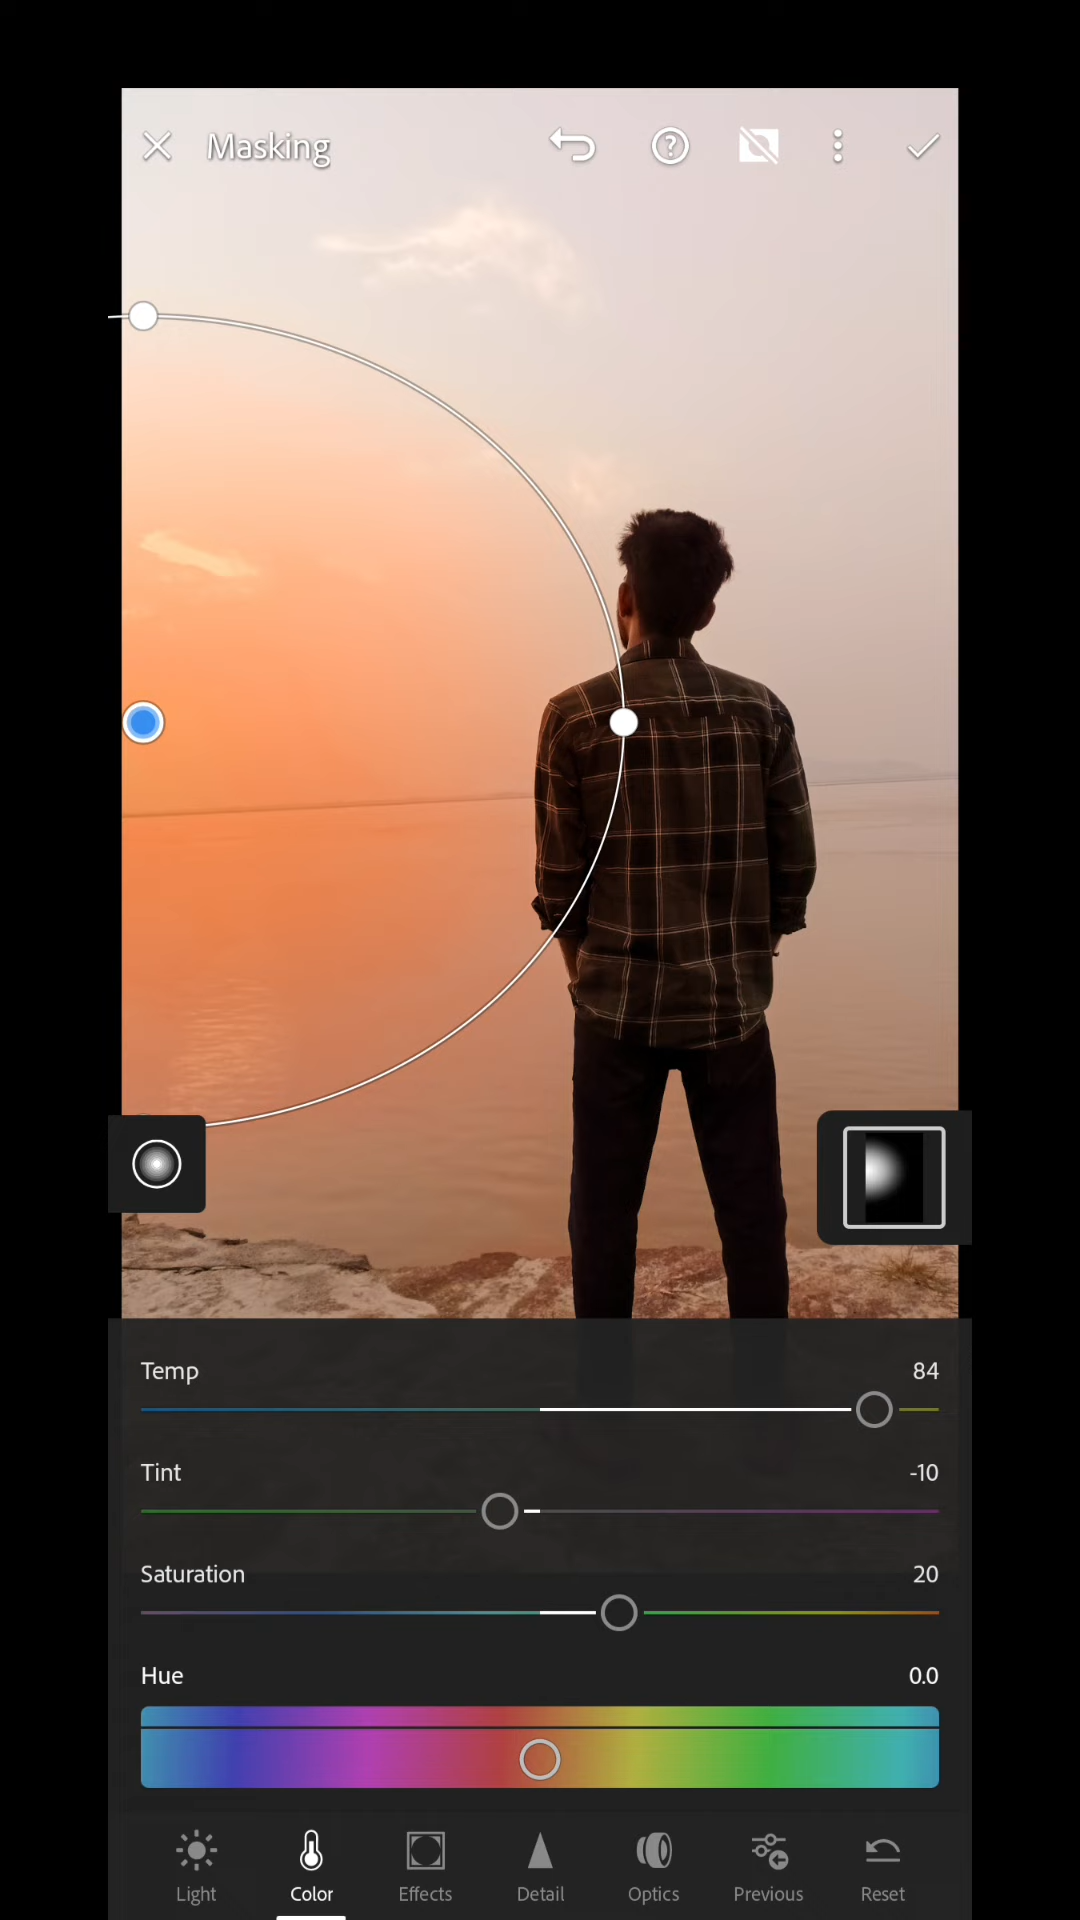 Masking
Temp 84
Tint -10
Saturation 20
Hue 0.0
Light Color Effects Detail Optics Previous Reset